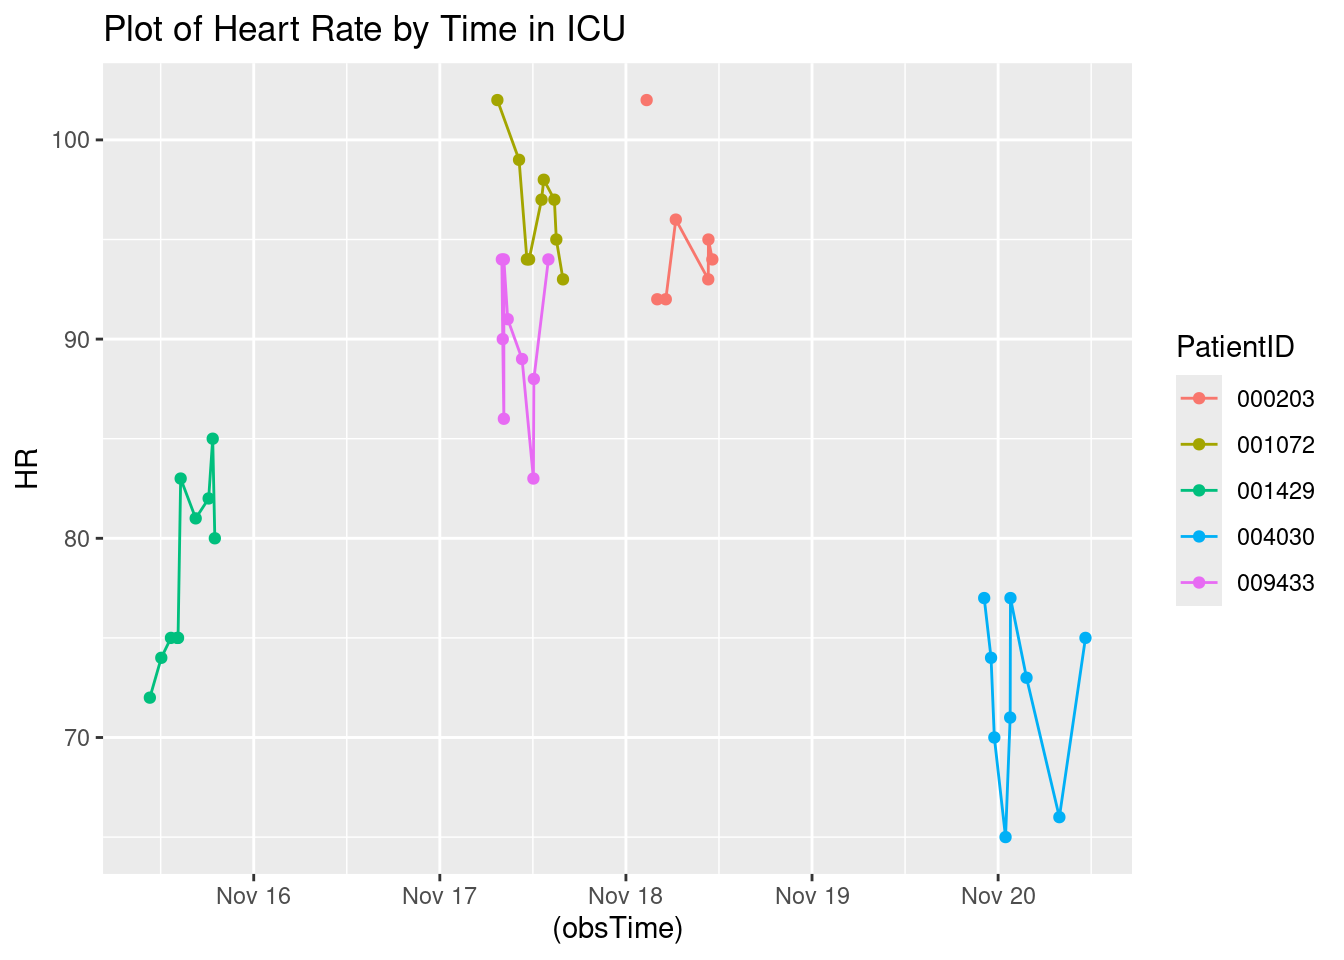 Plot of Heart Rate by Time in ICU
HR
100
90
80
70
Nov 16 Nov 17 Nov 18 Nov 19 Nov 20
(obsTime)
PatientID
000203
001072
001429
004030
009433